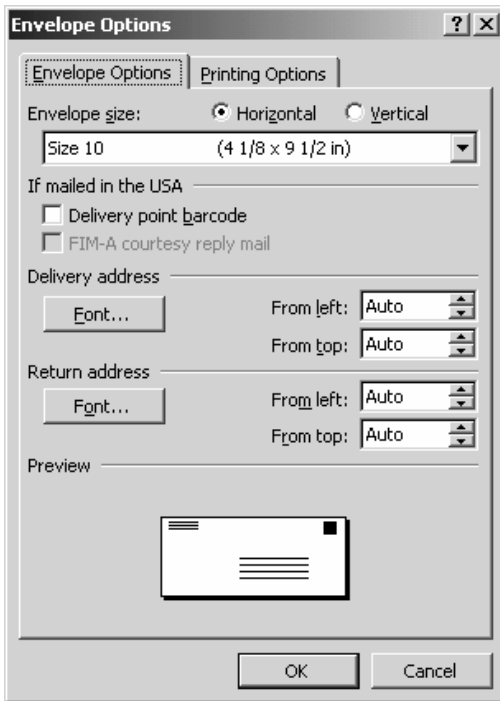 Envelope Options
Envelope Options Printing Options
Envelope size: Horizontal Vertical
Size 10 (4 1/8 x 9 1/2 in)
If mailed in the USA
Delivery point barcode
FIM-A courtesy reply mail
Delivery address
Font... From left: Auto
From top: Auto
Return address
Font... From left: Auto
From top: Auto
Preview
OK Cancel